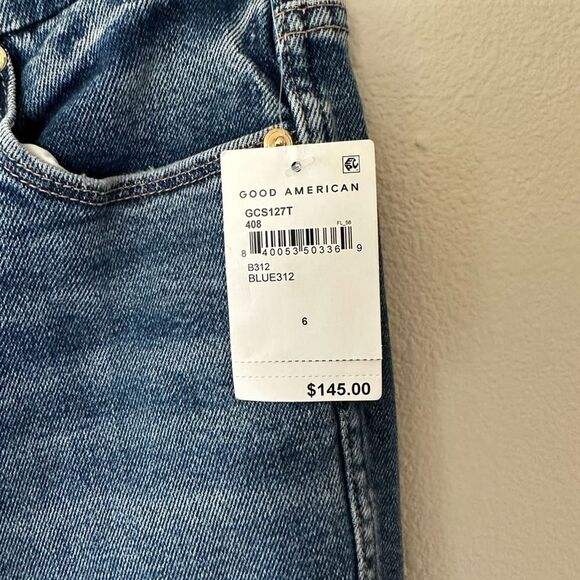 GOOD AMERICAN
GCS127T
408
FL_56
8 40053 50336 9
B312
BLUE312
6
$145.00